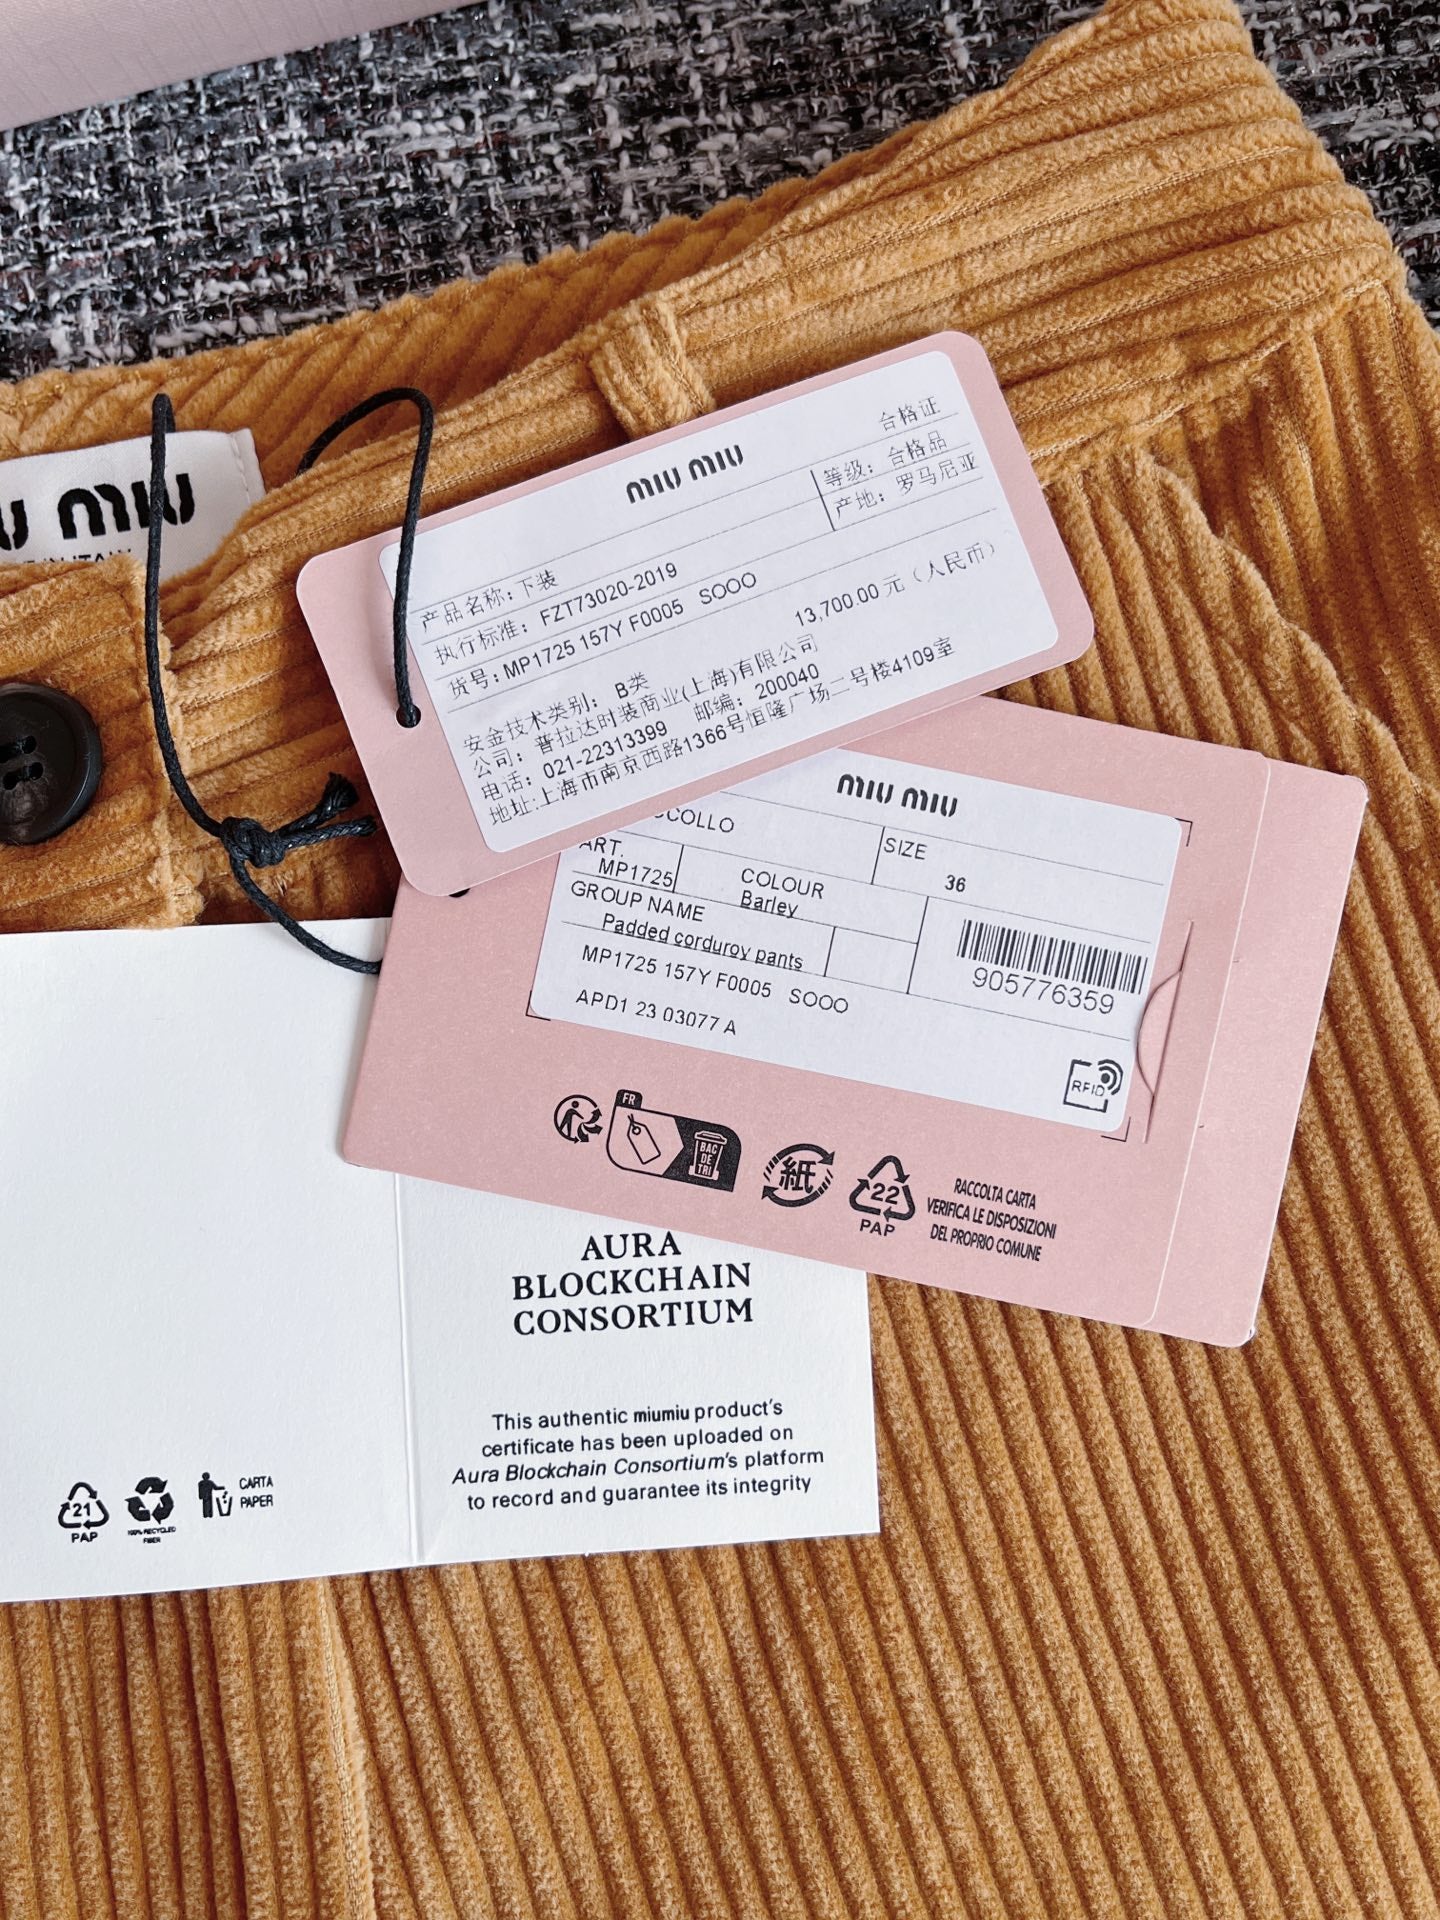 MIU MIU
合格证
等级: 合格品
产地: 罗马尼亚
产品名称: 下装
执行标准: FZT73020-2019
货号: MP1725 157Y F0005 SOOO
13,700.00 元 (人民币)
安金技术类别: B类
公司: 普拉达时装商业(上海)有限公司
电话: 021-22313399 邮编: 200040
地址:上海市南京西路1366号恒隆广场二号楼4109室
MIU
MIU MIU
COLLO
SIZE
36
ART.
MP1725
COLOUR
Barley
GROUP NAME
Padded corduroy pants
MP1725 157Y F0005 SOOO
APD1 23 03077 A
905776359
RFID
FR
BAC
DE
TRI
紙
22
PAP
RACCOLTA CARTA
VERIFICA LE DISPOSIZIONI
DEL PROPRIO COMUNE
AURA
BLOCKCHAIN
CONSORTIUM
This authentic miumiu product's
certificate has been uploaded on
Aura Blockchain Consortium's platform
to record and guarantee its integrity
21
PAP
100% RECYCLED
FIBER
CARTA
PAPER